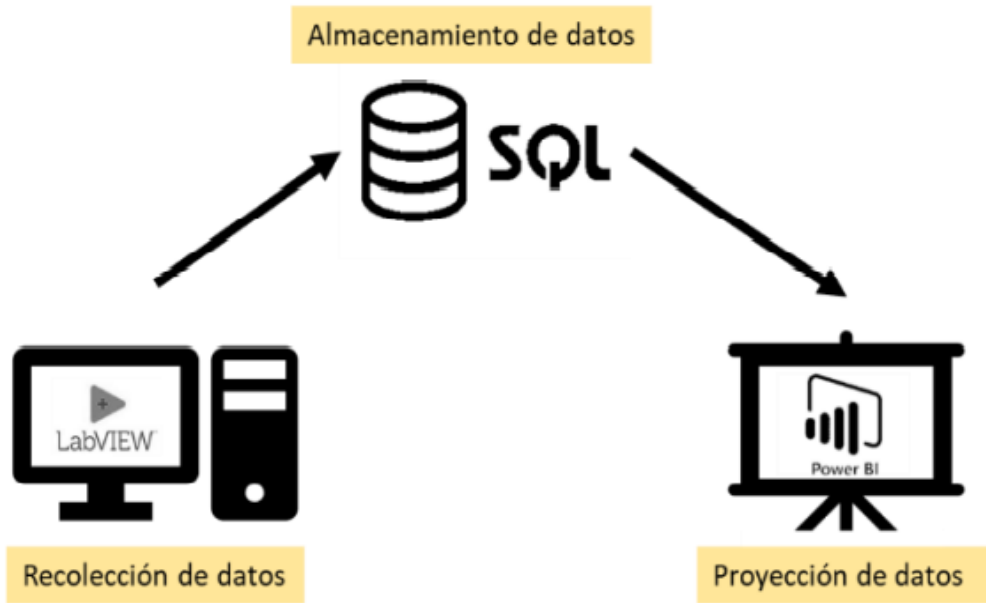 Almacenamiento de datos
SQL
LabVIEW
Power BI
Recolección de datos
Proyección de datos